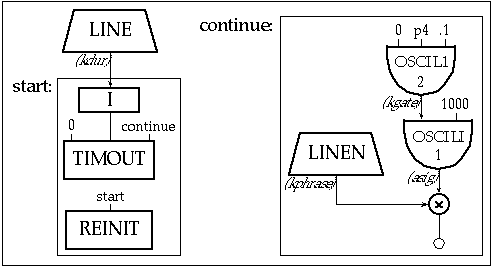 LINE
(kdur)
start:
I
0 continue
TIMOUT
start
REINIT
continue:
0 p4 .1
OSCIL1
2
(kgate)
1000
OSCILI
1
(asig)
LINEN
(kphrase)
×